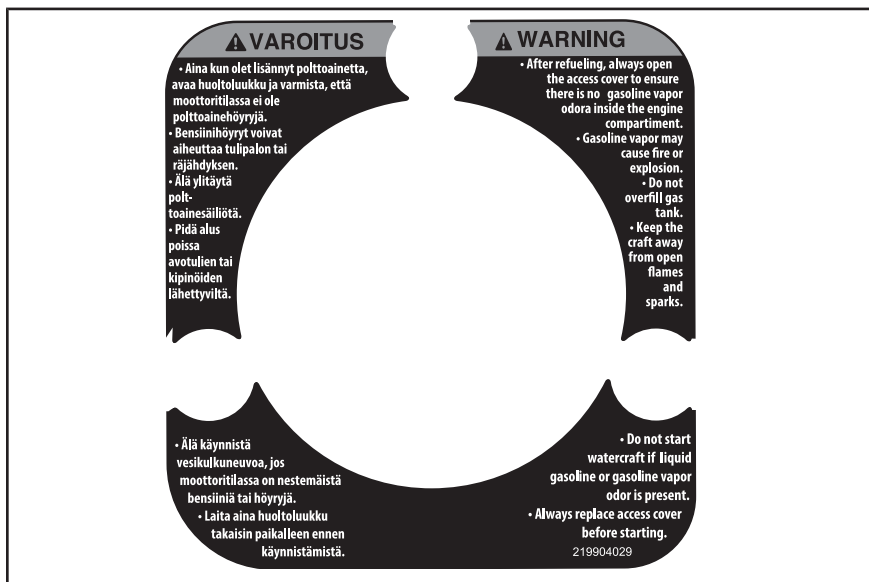 VAROITUS
• Aina kun olet lisännyt polttoainetta,
avaa huoltoluukku ja varmista, että
moottoritilassa ei ole
polttoainehöyryjä.
• Bensiinihöyryt voivat
aiheuttaa tulipalon tai
räjähdyksen.
• Älä ylitäytä
polt-
toainesäiliötä.
• Pidä alus
poissa
avotulien tai
kipinöiden
lähettyviltä.
WARNING
• After refueling, always open
the access cover to ensure
there is no gasoline vapor
odora inside the engine
compartiment.
• Gasoline vapor may
cause fire or
explosion.
• Do not
overfill gas
tank.
• Keep the
craft away
from open
flames
and
sparks.
• Älä käynnistä
vesikulkuneuvoa, jos
moottoritilassa on nestemäistä
bensiiniä tai höyryjä.
• Laita aina huoltoluukku
takaisin paikalleen ennen
käynnistämistä.
• Do not start
watercraft if liquid
gasoline or gasoline vapor
odor is present.
• Always replace access cover
before starting.
219904029